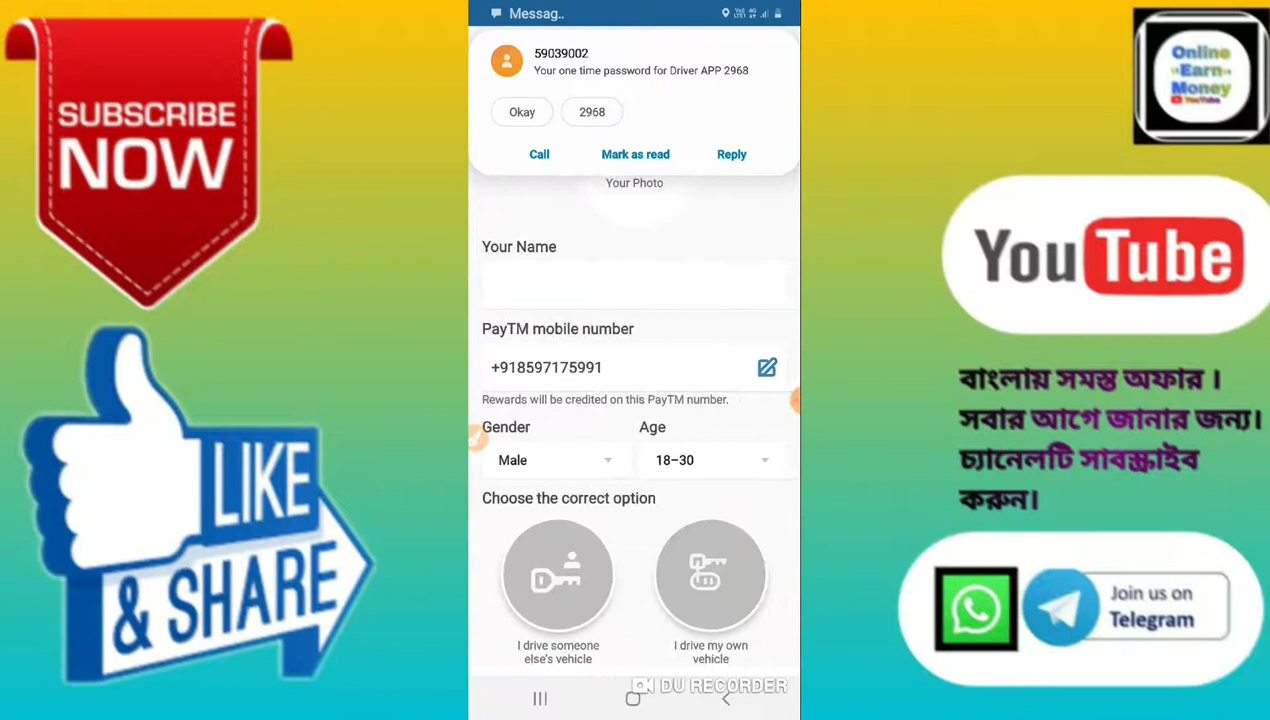 SUBSCRIBE
NOW
LIKE
& SHARE
Messag..
59039002
Your one time password for Driver APP 2968
Okay
2968
Call
Mark as read
Reply
Your Photo
Your Name
PayTM mobile number
+918597175991
Rewards will be credited on this PayTM number.
Gender
Age
Male
18-30
Choose the correct option
I drive someone
else's vehicle
I drive my own
vehicle
DU RECORDER
Online
Earn
Money
YouTube
YouTube
বাংলায় সমস্ত অফার ।
সবার আগে জানার জন্য।
চ্যানেলটি সাবস্ক্রাইব
করুন।
Join us on
Telegram